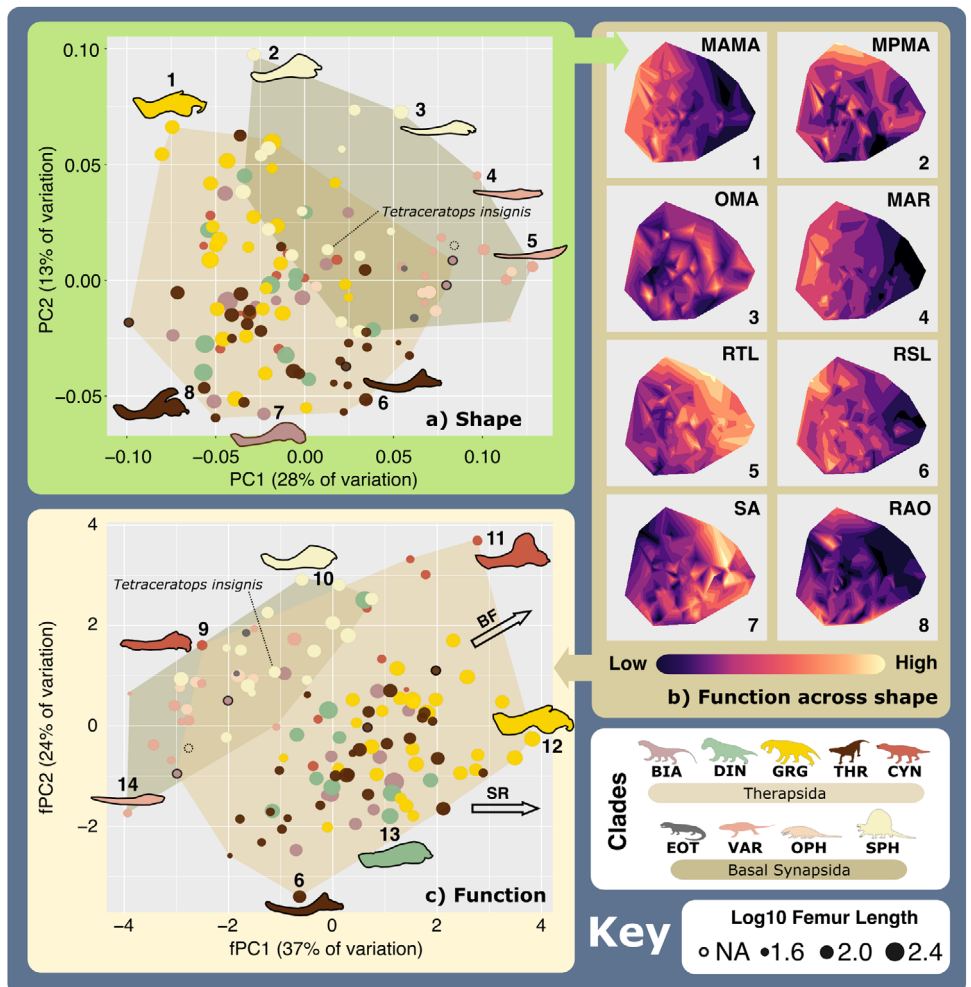 0.10
0.05
0.00
−0.05
PC2 (13% of variation)
1
2
3
4
Tetraceratops insignis
5
6
7
8
a) Shape
−0.10
−0.05
0.00
0.05
0.10
PC1 (28% of variation)
MAMA
1
MPMA
2
OMA
3
MAR
4
RTL
5
RSL
6
SA
7
RAO
8
Low
High
b) Function across shape
4
2
0
−2
fPC2 (24% of variation)
11
10
Tetraceratops insignis
9
BF
12
SR
14
13
6
c) Function
−4
−2
0
2
4
fPC1 (37% of variation)
Clades
BIA
DIN
GRG
THR
CYN
Therapsida
EOT
VAR
OPH
SPH
Basal Synapsida
Key
Log10 Femur Length
NA
1.6
2.0
2.4